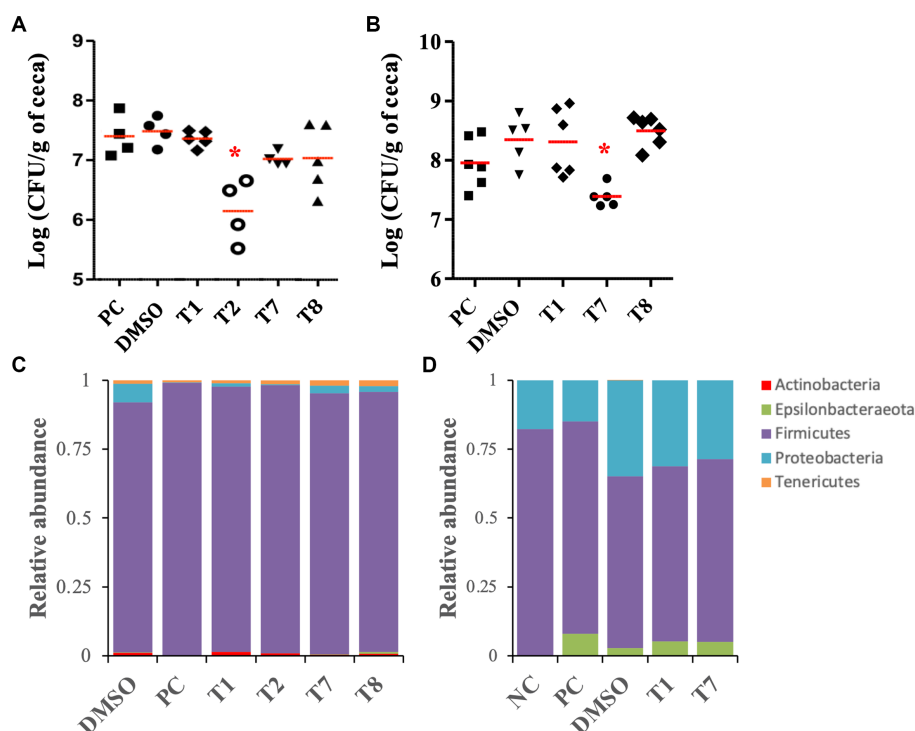 A
Log (CFU/g of ceca)
9
8
7
6
5
*
PC
DMSO
T1
T2
T7
T8
B
Log (CFU/g of ceca)
10
9
8
7
6
*
PC
DMSO
T1
T7
T8
C
Relative abundance
1
0.75
0.5
0.25
0
DMSO
PC
T1
T2
T7
T8
D
Relative abundance
1
0.75
0.5
0.25
0
NC
PC
DMSO
T1
T7
Actinobacteria
Epsilonbacteraeota
Firmicutes
Proteobacteria
Tenericutes